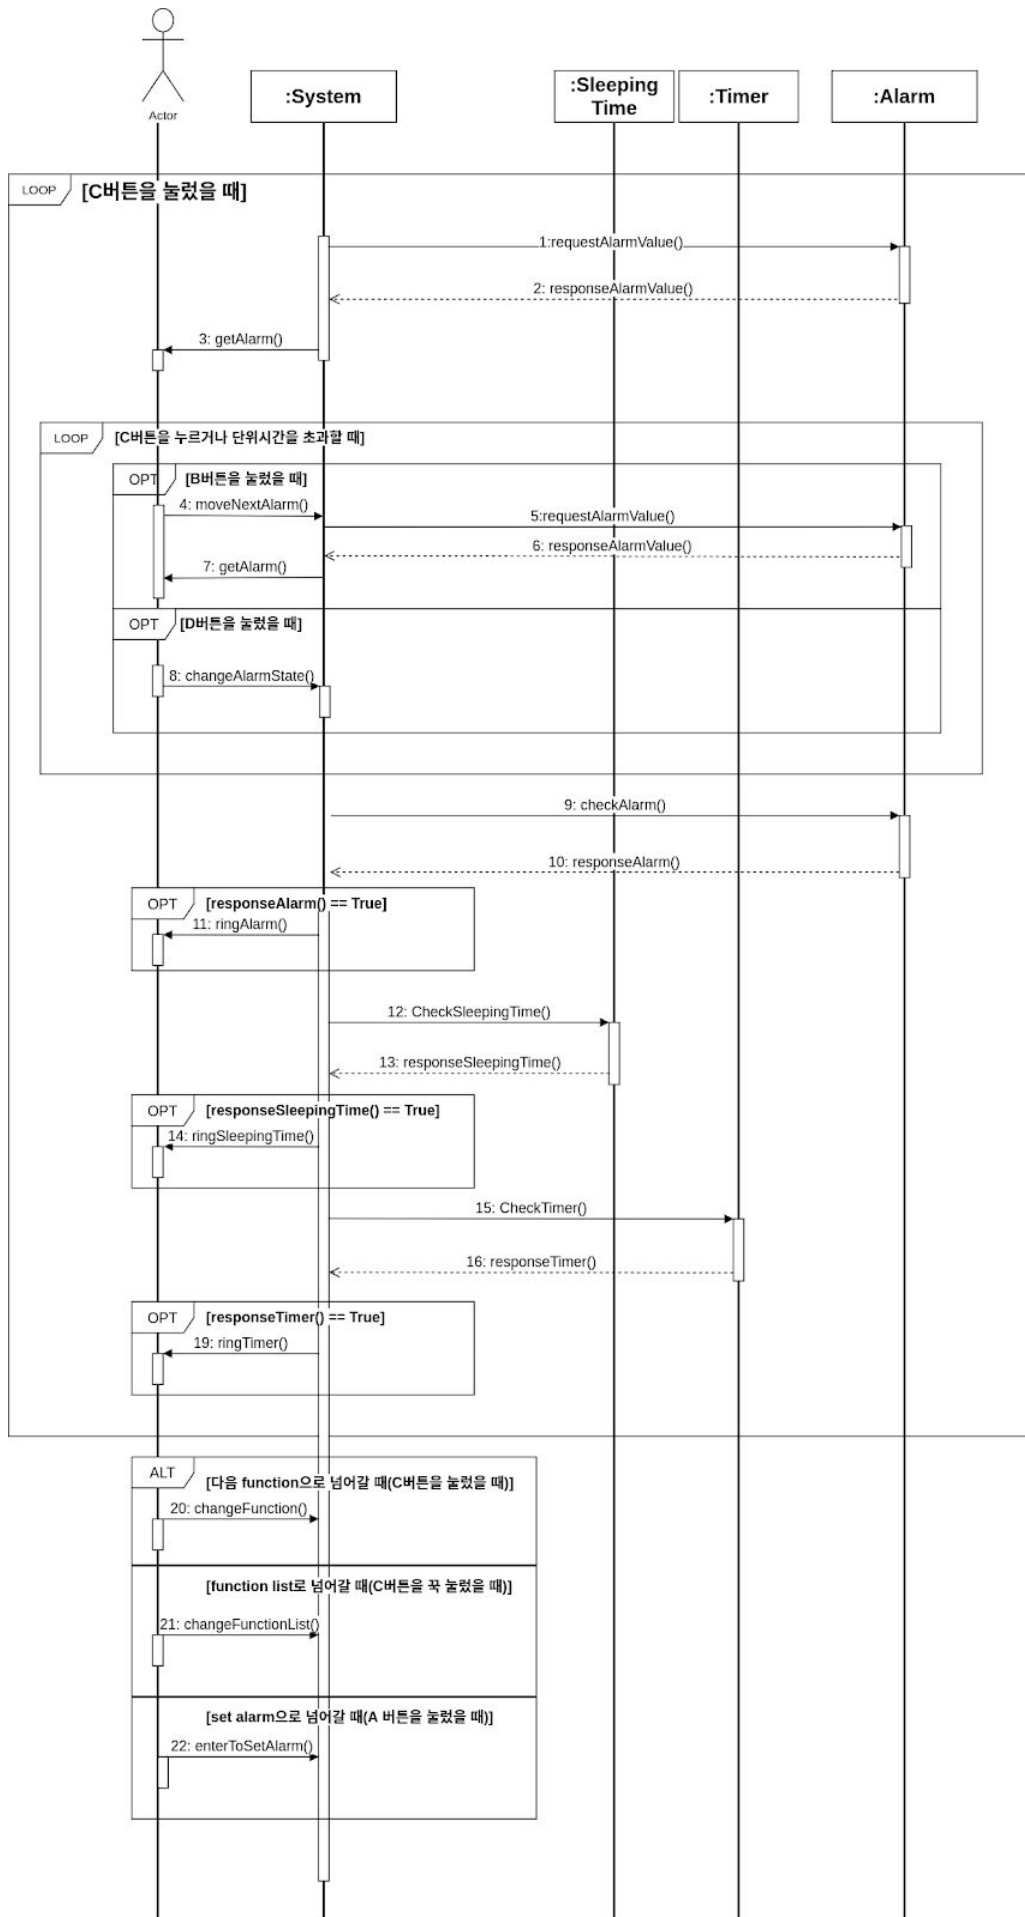 Actor
:System
:Sleeping
Time
:Timer
:Alarm
LOOP
[C버튼을 눌렀을 때]
1:requestAlarmValue()
2: responseAlarmValue()
3: getAlarm()
LOOP
[C버튼을 누르거나 단위시간을 초과할 때]
OPT
[B버튼을 눌렀을 때]
4: moveNextAlarm()
5:requestAlarmValue()
6: responseAlarmValue()
7: getAlarm()
OPT
[D버튼을 눌렀을 때]
8: changeAlarmState()
9: checkAlarm()
10: responseAlarm()
OPT
[responseAlarm() == True]
11: ringAlarm()
12: CheckSleepingTime()
13: responseSleepingTime()
OPT
[responseSleepingTime() == True]
14: ringSleepingTime()
15: CheckTimer()
16: responseTimer()
OPT
[responseTimer() == True]
19: ringTimer()
ALT
[다음 function으로 넘어갈 때(C버튼을 눌렀을 때)]
20: changeFunction()
[function list로 넘어갈 때(C버튼을 꾹 눌렀을 때)]
21: changeFunctionList()
[set alarm으로 넘어갈 때(A 버튼을 눌렀을 때)]
22: enterToSetAlarm()